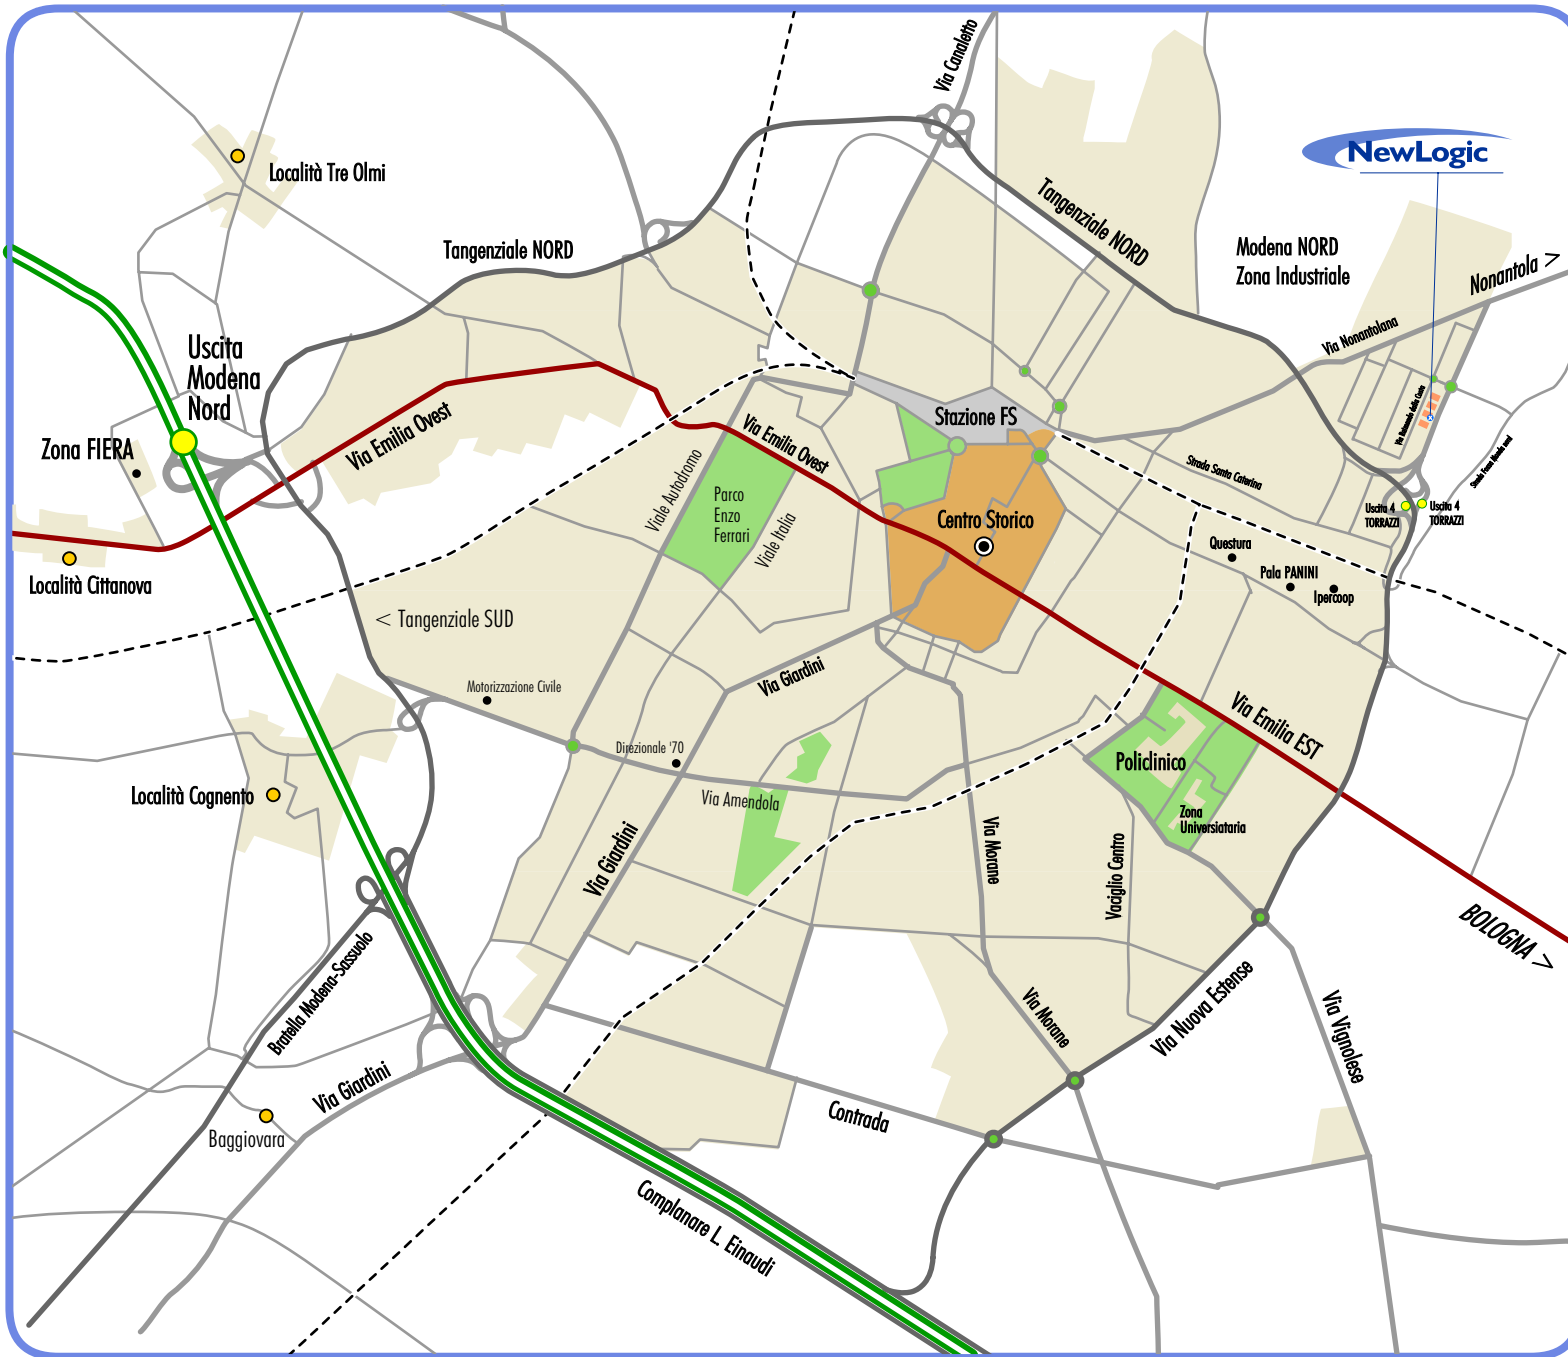 Via Canaletto
NewLogic
Località Tre Olmi
Tangenziale NORD
Tangenziale NORD
Modena NORD
Zona Industriale
Nonantola >
Via Nonantolana
Uscita
Modena
Nord
Zona FIERA
Via Emilia Ovest
Via Emilia Ovest
Stazione FS
Viale Autodromo
Parco
Enzo
Ferrari
Viale Italia
Centro Storico
Strada Santa Caterina
Uscita 4
TORRAZZI
Uscita 4
TORRAZZI
Questura
Pala PANINI
Ipercoop
Località Cittanova
< Tangenziale SUD
Motorizzazione Civile
Via Giardini
Direzionale '70
Via Amendola
Via Emilia EST
Policlinico
Zona
Universiataria
Località Cognento
Via Giardini
Via Morane
Vaciglio Centro
BOLOGNA >
Bratella Modena-Sassuolo
Via Morane
Via Nuova Estense
Via Vignolese
Via Giardini
Baggiovara
Contrada
Complanare L. Einaudi